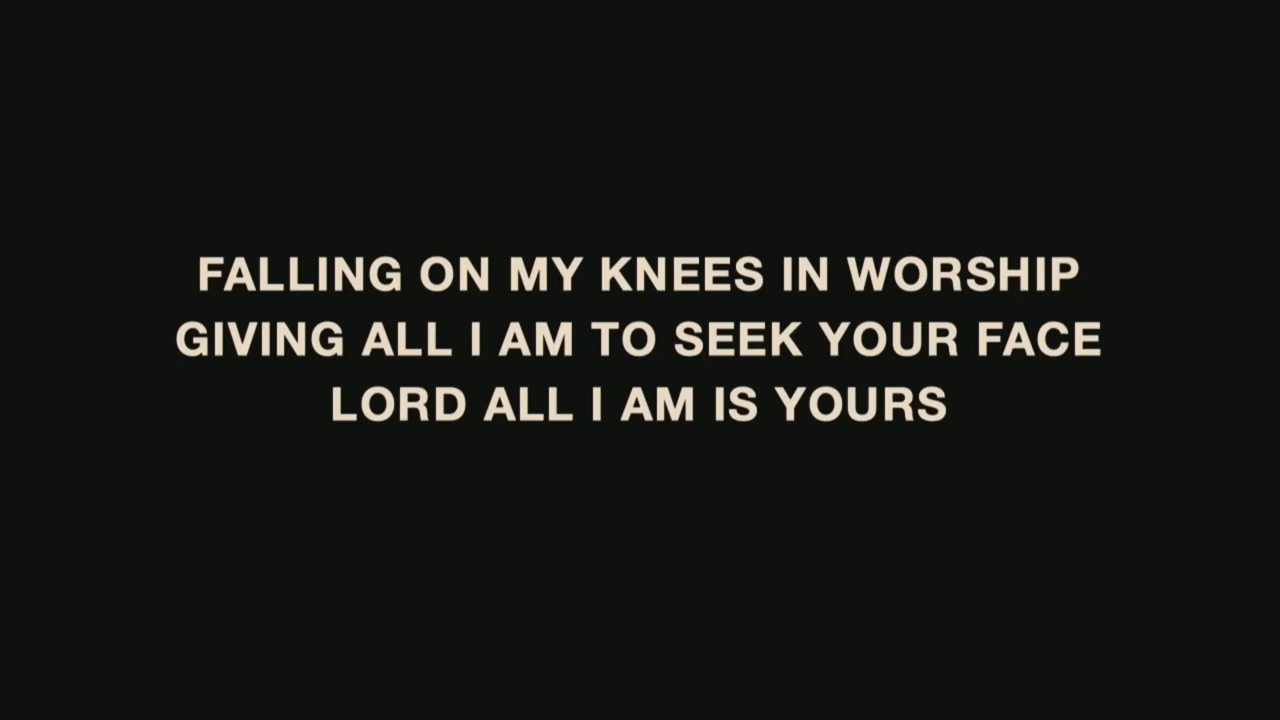 FALLING ON MY KNEES IN WORSHIP
GIVING ALL I AM TO SEEK YOUR FACE
LORD ALL I AM IS YOURS